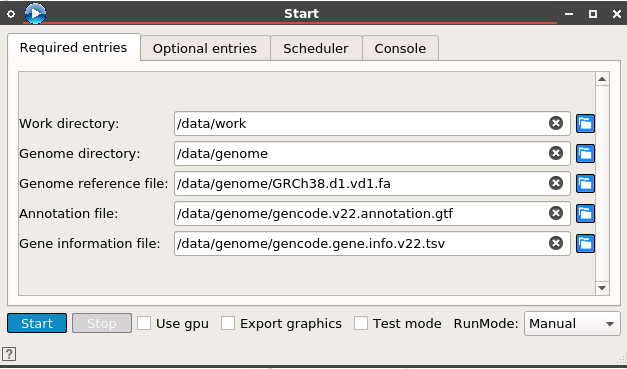 Start
Required entries Optional entries Scheduler Console
Work directory: /data/work
Genome directory: /data/genome
Genome reference file: /data/genome/GRCh38.d1.vd1.fa
Annotation file: /data/genome/gencode.v22.annotation.gtf
Gene information file: /data/genome/gencode.gene.info.v22.tsv
Start Stop Use gpu Export graphics Test mode RunMode: Manual
?